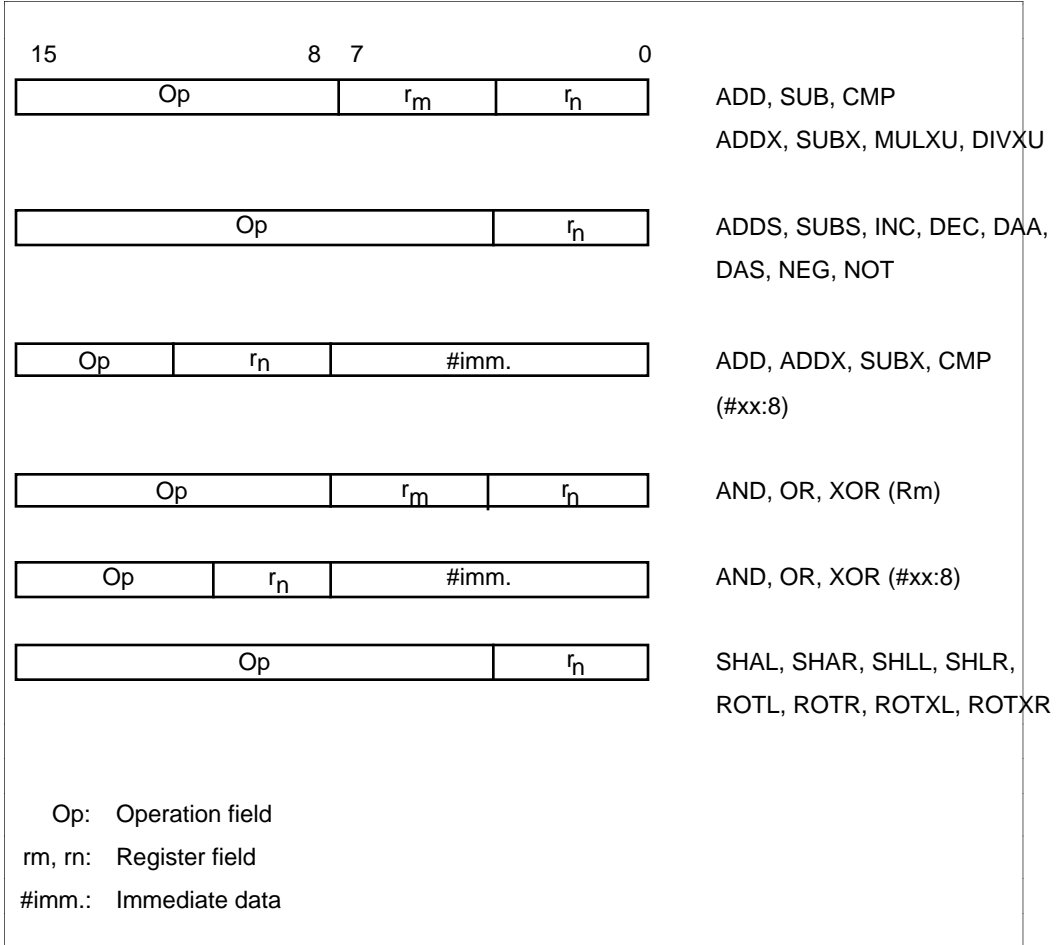 15 8 7 0
Op rm rn ADD, SUB, CMP
ADDX, SUBX, MULXU, DIVXU
Op rn ADDS, SUBS, INC, DEC, DAA,
DAS, NEG, NOT
Op rn #imm. ADD, ADDX, SUBX, CMP
(#xx:8)
Op rm rn AND, OR, XOR (Rm)
Op rn #imm. AND, OR, XOR (#xx:8)
Op rn SHAL, SHAR, SHLL, SHLR,
ROTL, ROTR, ROTXL, ROTXR
Op: Operation field
rm, rn: Register field
#imm.: Immediate data